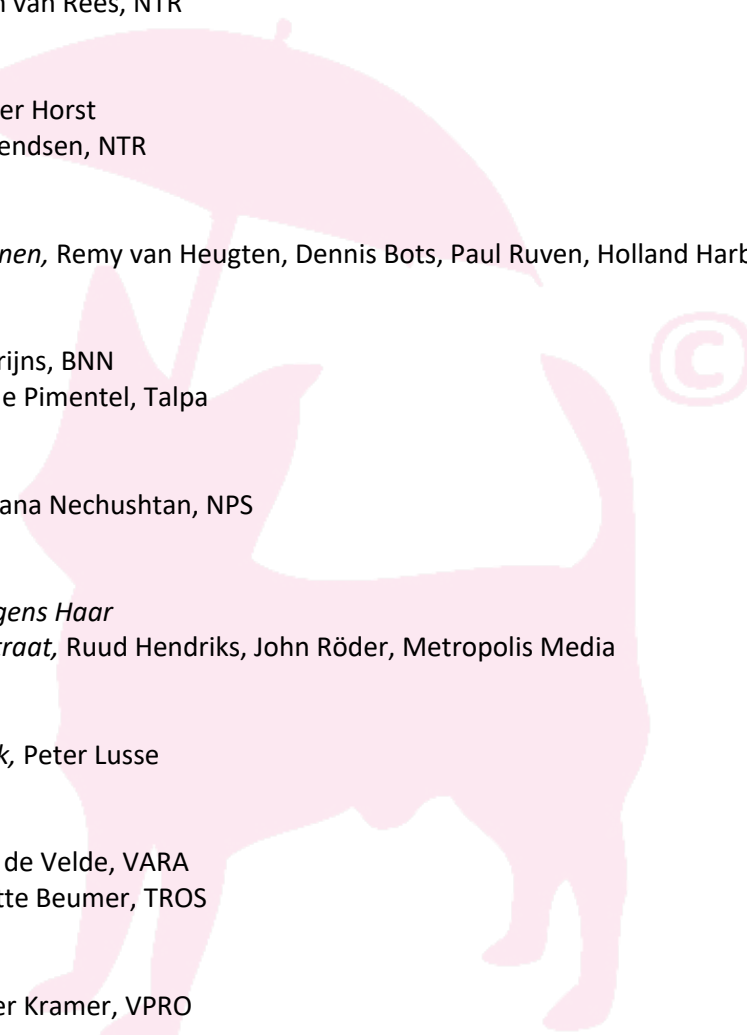 van Rees, NTR
er Horst
endsen, NTR
nen, Remy van Heugten, Dennis Bots, Paul Ruven, Holland Harb
rijns, BNN
e Pimentel, Talpa
ana Nechushtan, NPS
gens Haar
raat, Ruud Hendriks, John Röder, Metropolis Media
k, Peter Lusse
de Velde, VARA
tte Beumer, TROS
er Kramer, VPRO
©